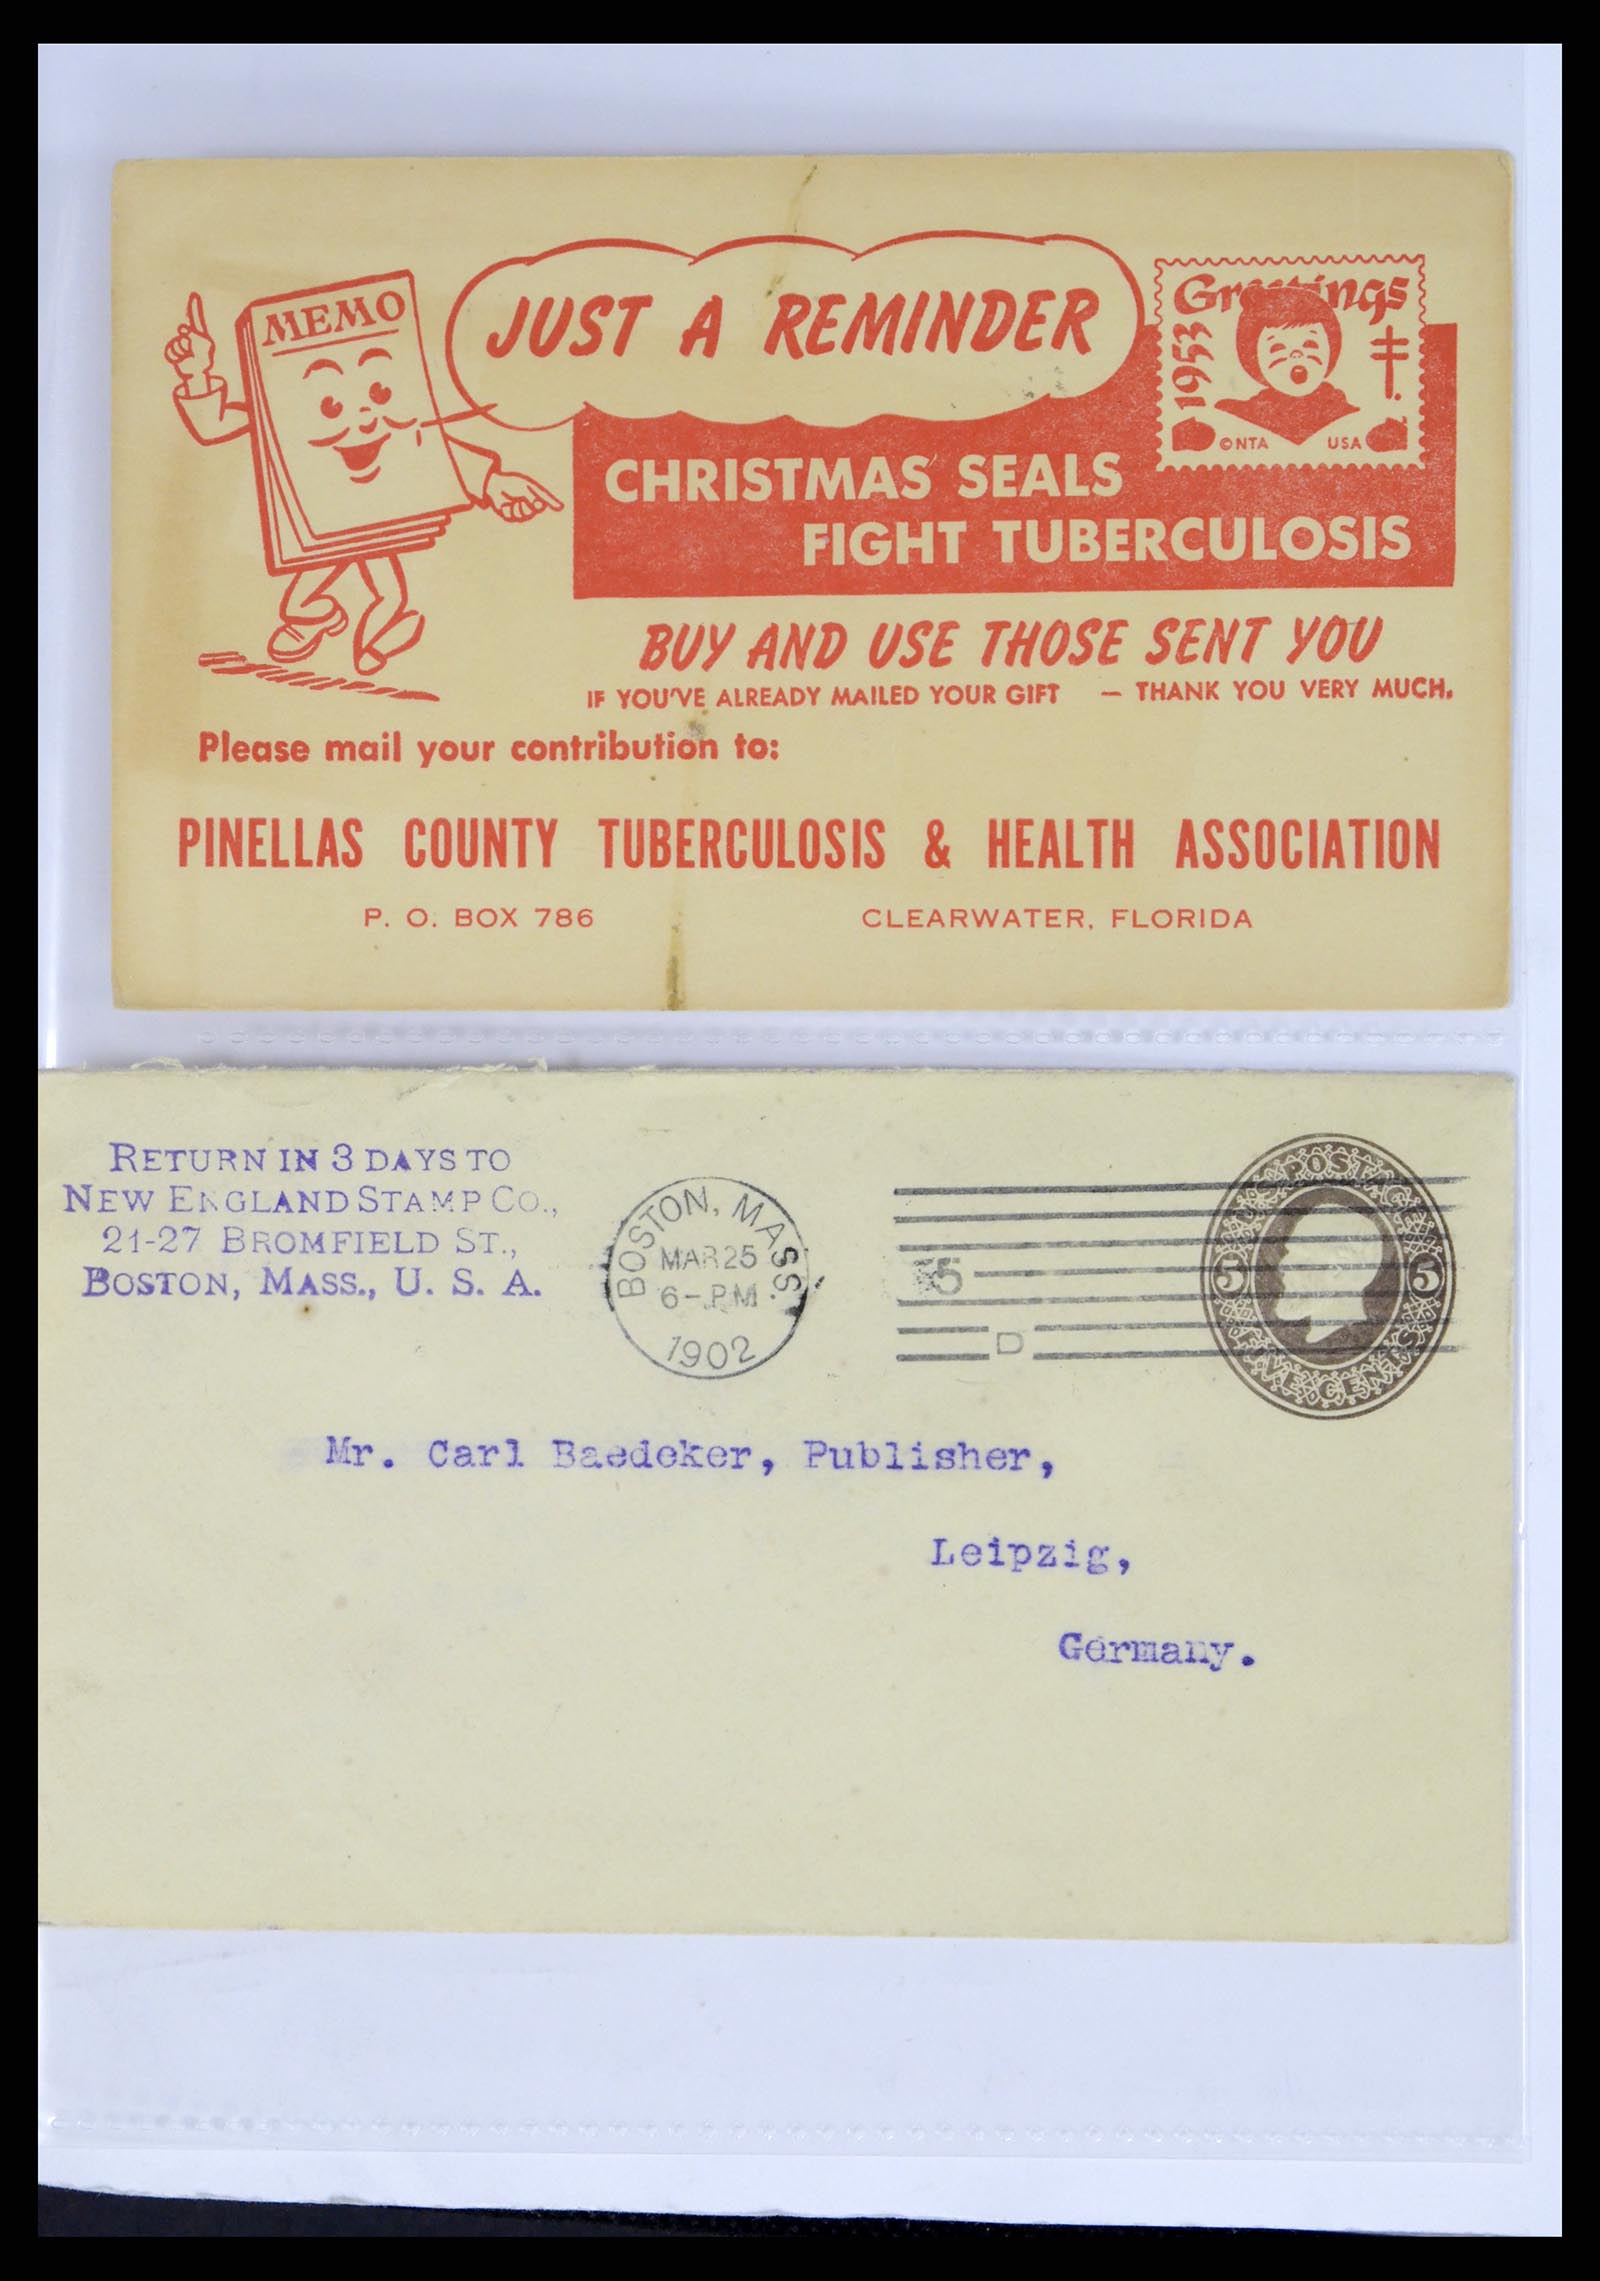 MEMO
JUST A REMINDER
Greetings
1953
©NTA USA
CHRISTMAS SEALS
FIGHT TUBERCULOSIS
BUY AND USE THOSE SENT YOU
IF YOU'VE ALREADY MAILED YOUR GIFT — THANK YOU VERY MUCH.
Please mail your contribution to:
PINELLAS COUNTY TUBERCULOSIS & HEALTH ASSOCIATION
P. O. BOX 786 CLEARWATER, FLORIDA
RETURN IN 3 DAYS TO
NEW ENGLAND STAMP CO.,
21-27 BROMFIELD ST.,
BOSTON, MASS., U. S. A.
BOSTON, MASS.
MAR 25
6-PM
1902
5
D
U.S. POSTAGE
5 5
FIVE CENTS
Mr. Carl Baedeker, Publisher,
Leipzig,
Germany.